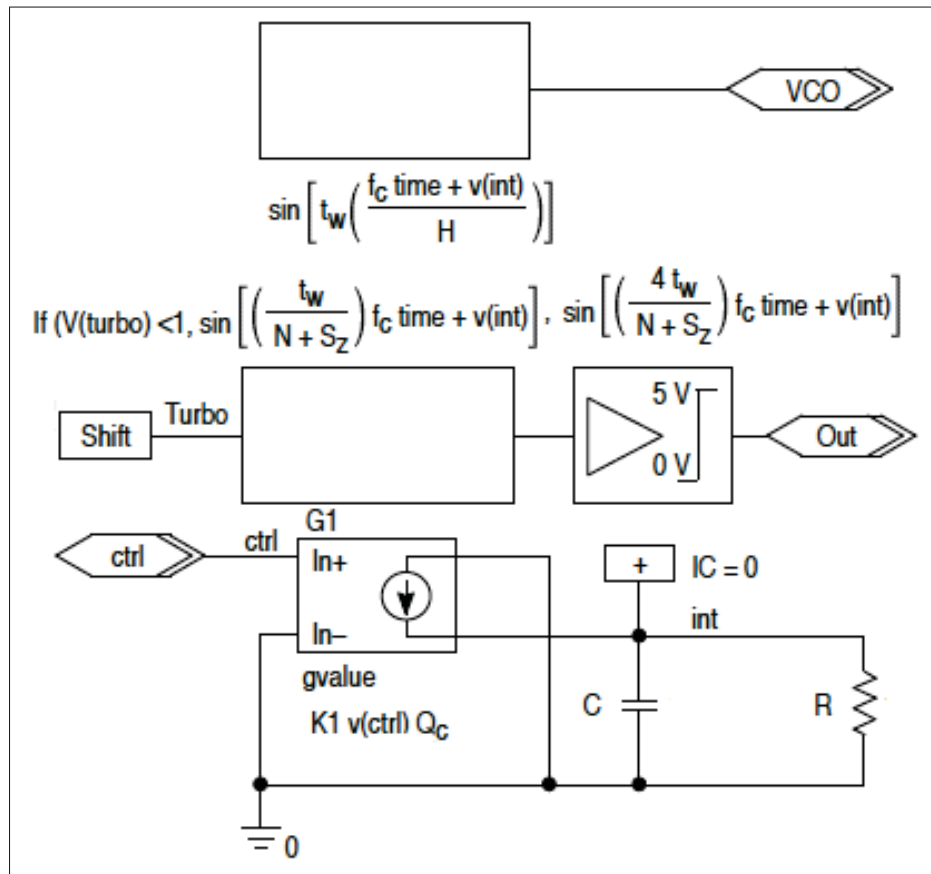 VCO
sin [ t_w ( (f_c time + v(int)) / H ) ]
If (V(turbo) <1, sin [ ( t_w / (N + S_z) ) f_c time + v(int) ] , sin [ ( 4 t_w / (N + S_z) ) f_c time + v(int) ]
Shift
Turbo
5 V
0 V
Out
G1
ctrl
ctrl
In+
In–
+
IC = 0
int
gvalue
K1 v(ctrl) Q_c
C
R
0